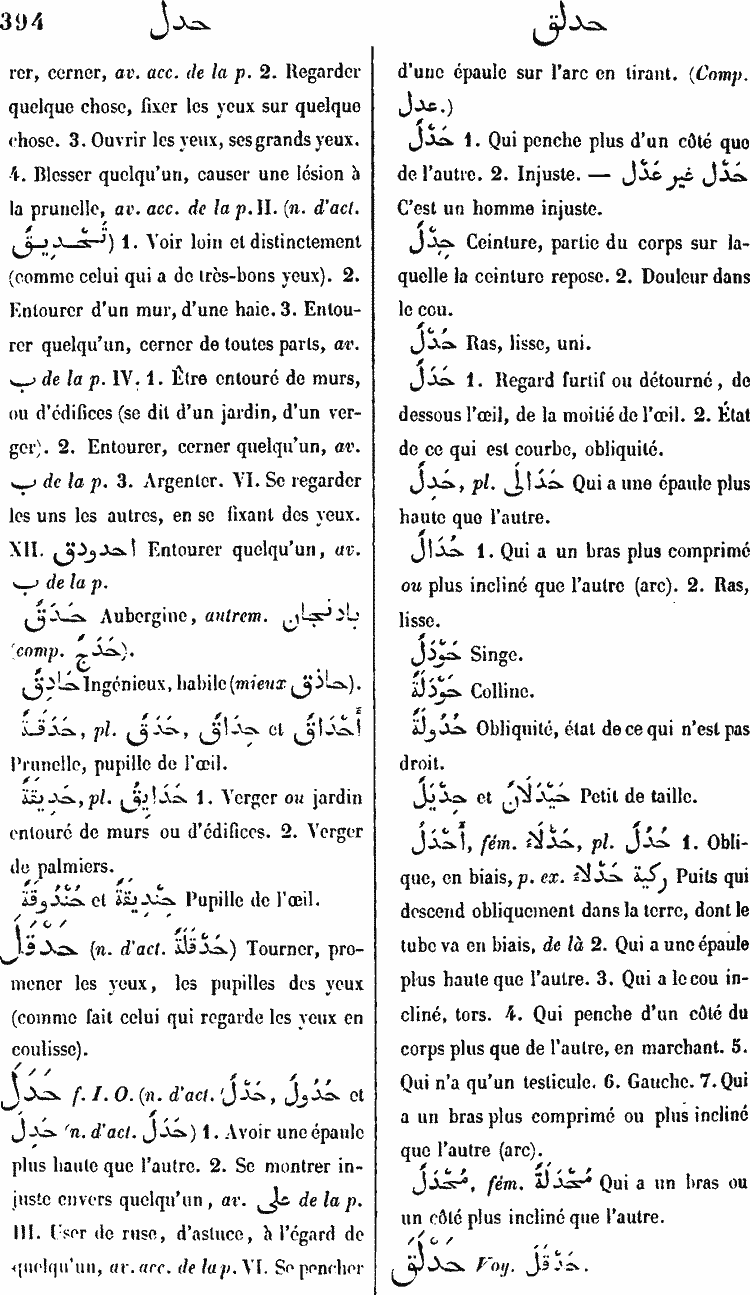 394 حدل حدلق
rer, cerner, av. acc. de la p. 2. Regarder
quelque chose, fixer les yeux sur quelque
chose. 3. Ouvrir les yeux, ses grands yeux.
4. Blesser quelqu'un, causer une lésion à
la prunelle, av. acc. de la p. II. (n. d'act.
تَحْدِيقٌ) 1. Voir loin et distinctement
(comme celui qui a de très-bons yeux). 2.
Entourer d'un mur, d'une haie. 3. Entou-
rer quelqu'un, cerner de toutes parts, av.
ب de la p. IV. 1. Être entouré de murs,
ou d'édifices (se dit d'un jardin, d'un ver-
ger). 2. Entourer, cerner quelqu'un, av.
ب de la p. 3. Argenter. VI. Se regarder
les uns les autres, en se fixant des yeux.
XII. احدودق Entourer quelqu'un, av.
ب de la p.
حَدَقٌ Aubergine, autrem. بادنجان
(comp. حَدَجٌ).
حَادِقٌ Ingénieux, habile (mieux حاذق).
حَدَقَةٌ, pl. حَدَقٌ, حِدَاقٌ et أَحْدَاقٌ
Prunelle, pupille de l'œil.
حَدِيقَةٌ, pl. حَدَايِقُ 1. Verger ou jardin
entouré de murs ou d'édifices. 2. Verger
de palmiers.
حُنْدُوقَةٌ et حِنْدِيقَةٌ Pupille de l'œil.
حَدْقَلَ (n. d'act. حَدْقَلَةٌ) Tourner, pro-
mener les yeux, les pupilles des yeux
(comme fait celui qui regarde les yeux en
coulisse).
حَدَلَ f. I. O. (n. d'act. حَدْلٌ, حُدُولٌ et
حَدِلَ (n. d'act. حَدَلٌ) 1. Avoir une épaule
plus haute que l'autre. 2. Se montrer in-
juste envers quelqu'un, av. على de la p.
III. User de ruse, d'astuce, à l'égard de
quelqu'un, av. acc. de la p. VI. Se pencher
d'une épaule sur l'arc en tirant. (Comp.
عدل.)
حَدْلٌ 1. Qui penche plus d'un côté que
de l'autre. 2. Injuste. — حَدْل غير عَدْل
C'est un homme injuste.
حِدْلٌ Ceinture, partie du corps sur la-
quelle la ceinture repose. 2. Douleur dans
le cou.
حُدُلٌ Ras, lisse, uni.
حَدَلٌ 1. Regard furtif ou détourné, de
dessous l'œil, de la moitié de l'œil. 2. État
de ce qui est courbe, obliquité.
حَدِلٌ, pl. حَدَالَى Qui a une épaule plus
haute que l'autre.
حُدَالٌ 1. Qui a un bras plus comprimé
ou plus incliné que l'autre (arc). 2. Ras,
lisse.
حَوْدَلٌ Singe.
حَوْدَلَةٌ Colline.
حُدُولَةٌ Obliquité, état de ce qui n'est pas
droit.
حِدْيَلٌ et حَيْدَلَانٌ Petit de taille.
أَحْدَلُ, fém. حَدْلَاءُ, pl. حُدْلٌ 1. Obli-
que, en biais, p. ex. ركية حَدْلاء Puits qui
descend obliquement dans la terre, dont le
tube va en biais, de là 2. Qui a une épaule
plus haute que l'autre. 3. Qui a le cou in-
cliné, tors. 4. Qui penche d'un côté du
corps plus que de l'autre, en marchant. 5.
Qui n'a qu'un testicule. 6. Gauche. 7. Qui
a un bras plus comprimé ou plus incliné
que l'autre (arc).
مُحْدَلٌ, fém. مُحْدَلَةٌ Qui a un bras ou
un côté plus incliné que l'autre.
حَدْلَقَ Voy. حَدْقَلَ.